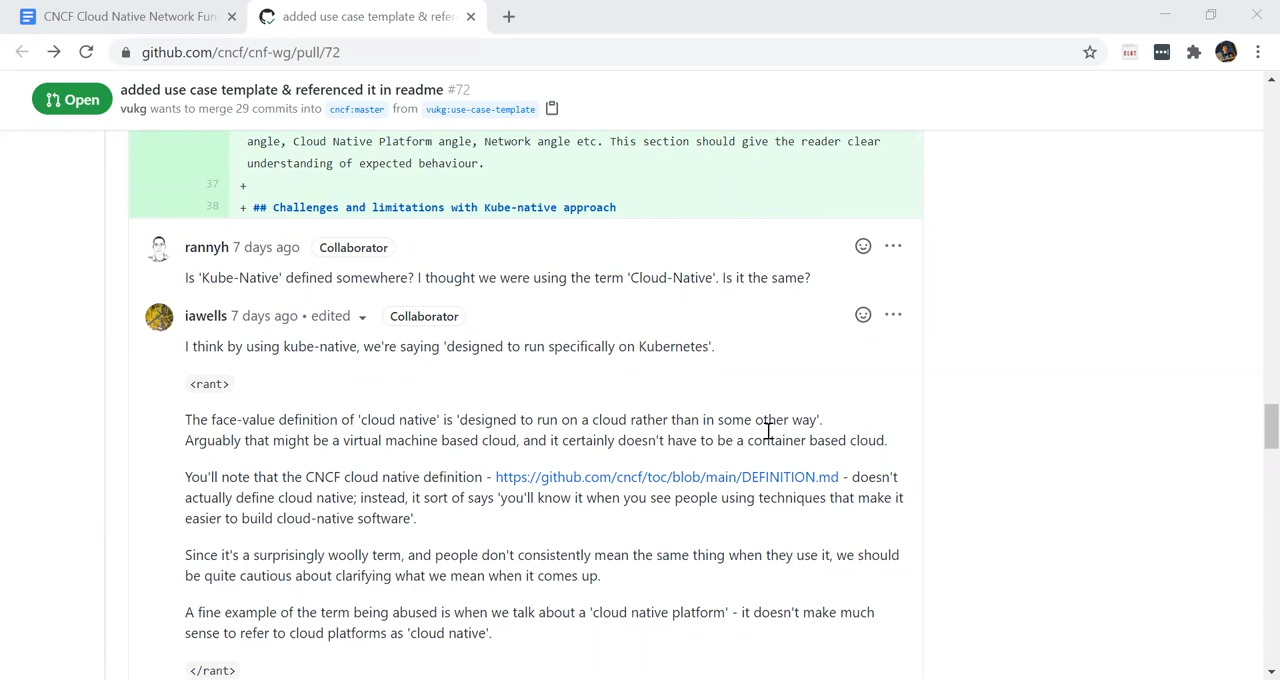 CNCF Cloud Native Network Fun
added use case template & refer
github.com/cncf/cnf-wg/pull/72
CLBT
Open
added use case template & referenced it in readme #72
vukg wants to merge 29 commits into cncf:master from vukg:use-case-template
angle, Cloud Native Platform angle, Network angle etc. This section should give the reader clear
understanding of expected behaviour.
37 +
38 + ## Challenges and limitations with Kube-native approach
rannyh 7 days ago Collaborator
Is 'Kube-Native' defined somewhere? I thought we were using the term 'Cloud-Native'. Is it the same?
iawells 7 days ago • edited Collaborator
I think by using kube-native, we're saying 'designed to run specifically on Kubernetes'.
<rant>
The face-value definition of 'cloud native' is 'designed to run on a cloud rather than in some other way'.
Arguably that might be a virtual machine based cloud, and it certainly doesn't have to be a container based cloud.
You'll note that the CNCF cloud native definition - https://github.com/cncf/toc/blob/main/DEFINITION.md - doesn't
actually define cloud native; instead, it sort of says 'you'll know it when you see people using techniques that make it
easier to build cloud-native software'.
Since it's a surprisingly woolly term, and people don't consistently mean the same thing when they use it, we should
be quite cautious about clarifying what we mean when it comes up.
A fine example of the term being abused is when we talk about a 'cloud native platform' - it doesn't make much
sense to refer to cloud platforms as 'cloud native'.
</rant>